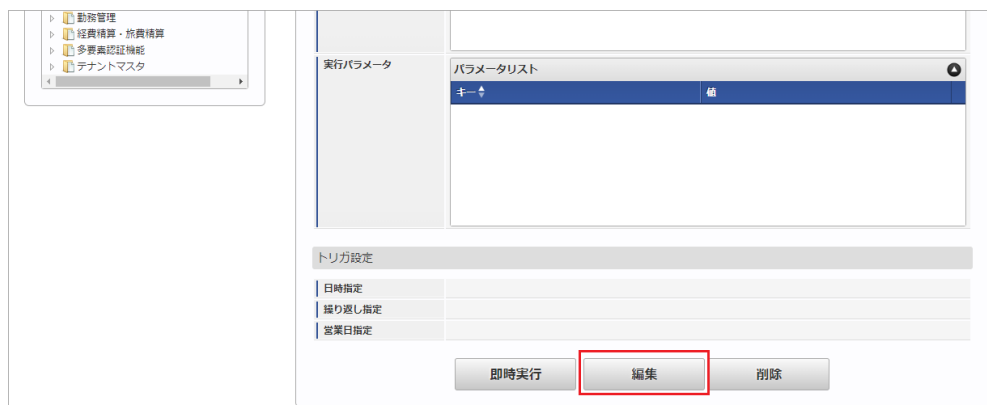 勤務管理
経費精算・旅費精算
多要素認証機能
テナントマスタ
実行パラメータ
パラメータリスト
キー
値
トリガ設定
日時指定
繰り返し指定
営業日指定
即時実行
編集
削除